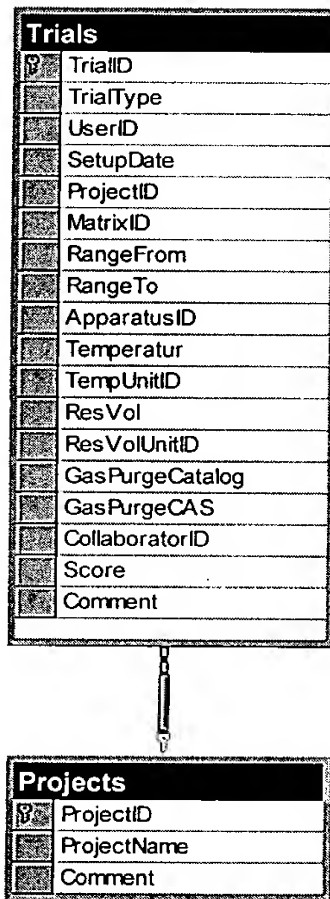 Trials
TrialID
TrialType
UserID
SetupDate
ProjectID
MatrixID
RangeFrom
RangeTo
ApparatusID
Temperatur
TempUnitID
ResVol
ResVolUnitID
GasPurgeCatalog
GasPurgeCAS
CollaboratorID
Score
Comment
Projects
ProjectID
ProjectName
Comment